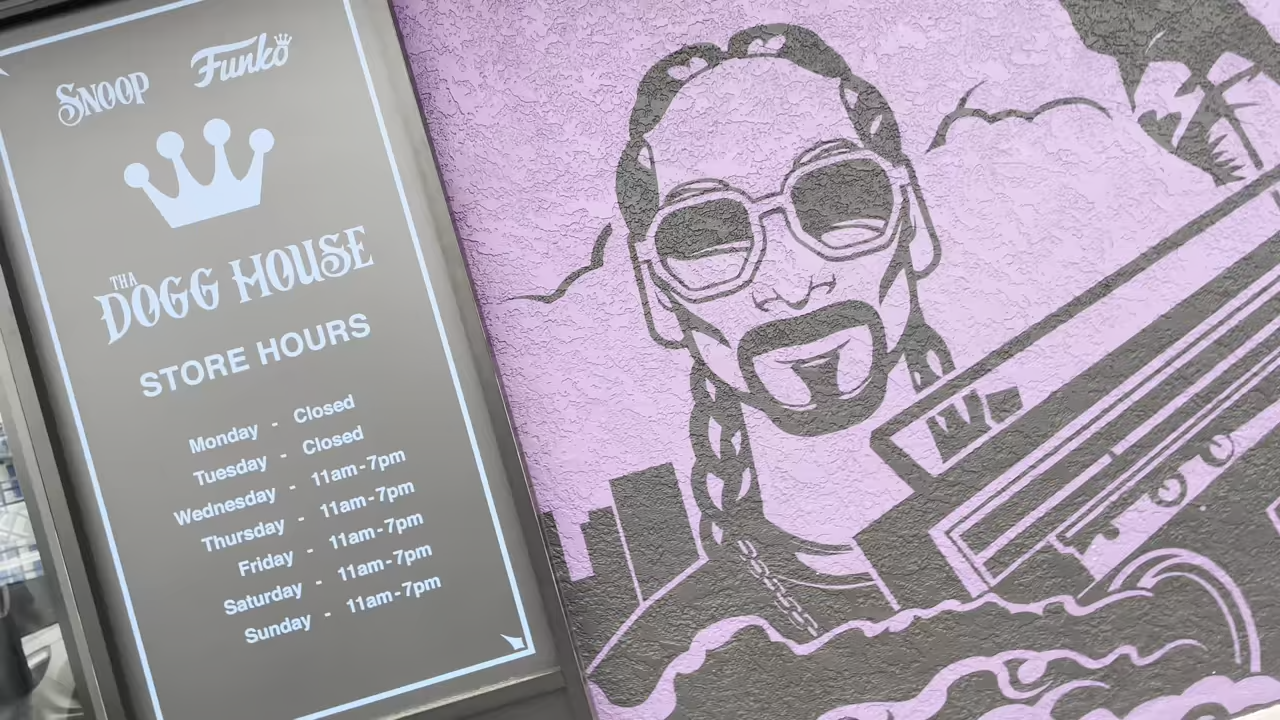 SNOOP Funko
THA
DOGG HOUSE
STORE HOURS
Monday - Closed
Tuesday - Closed
Wednesday - 11am-7pm
Thursday - 11am-7pm
Friday - 11am-7pm
Saturday - 11am-7pm
Sunday - 11am-7pm